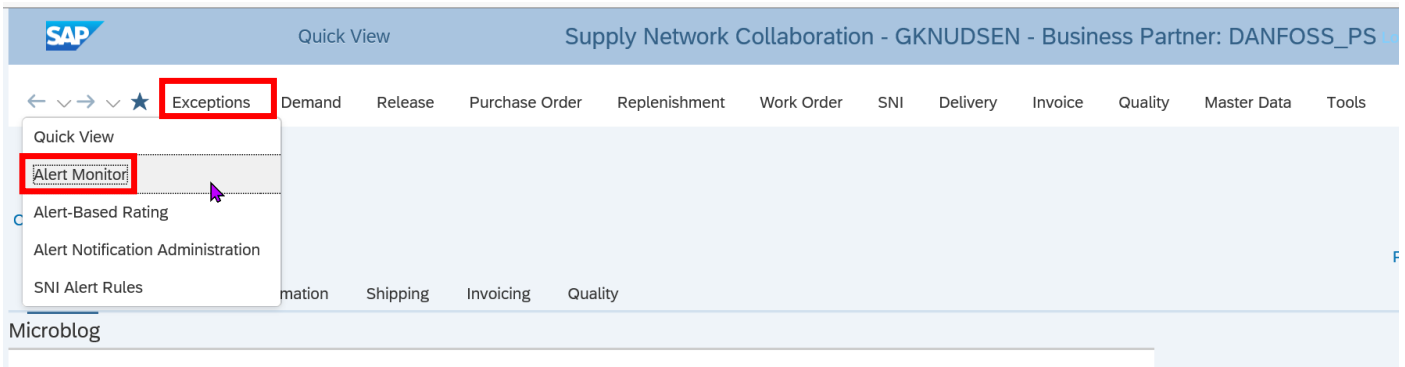 SAP Quick View Supply Network Collaboration - GKNUDSEN - Business Partner: DANFOSS_PS
Exceptions Demand Release Purchase Order Replenishment Work Order SNI Delivery Invoice Quality Master Data Tools
Quick View
Alert Monitor
Alert-Based Rating
Alert Notification Administration
SNI Alert Rules
mation Shipping Invoicing Quality
Microblog